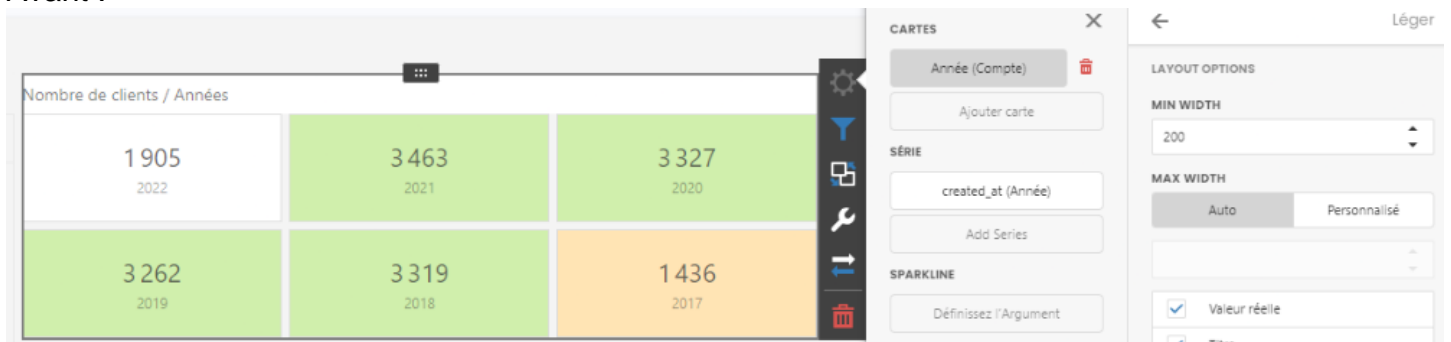 Nombre de clients / Années
1 905
2022
3 463
2021
3 327
2020
3 262
2019
3 319
2018
1 436
2017
CARTES
Année (Compte)
Ajouter carte
SÉRIE
created_at (Année)
Add Series
SPARKLINE
Définissez l'Argument
Léger
LAYOUT OPTIONS
MIN WIDTH
200
MAX WIDTH
Auto
Personnalisé
Valeur réelle